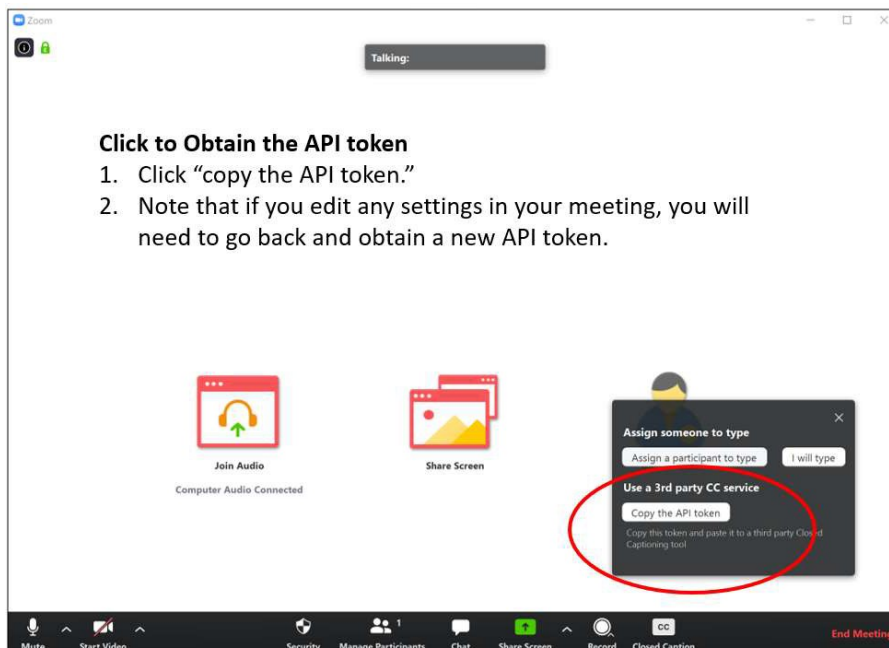 Zoom
Talking:
Click to Obtain the API token
1. Click “copy the API token.”
2. Note that if you edit any settings in your meeting, you will
need to go back and obtain a new API token.
Join Audio
Computer Audio Connected
Share Screen
Assign someone to type
Assign a participant to type
I will type
Use a 3rd party CC service
Copy the API token
Copy this token and paste it to a third party Closed
Captioning tool
1
CC
Mute
Start Video
Security
Manage Participants
Chat
Share Screen
Record
Closed Caption
End Meeting